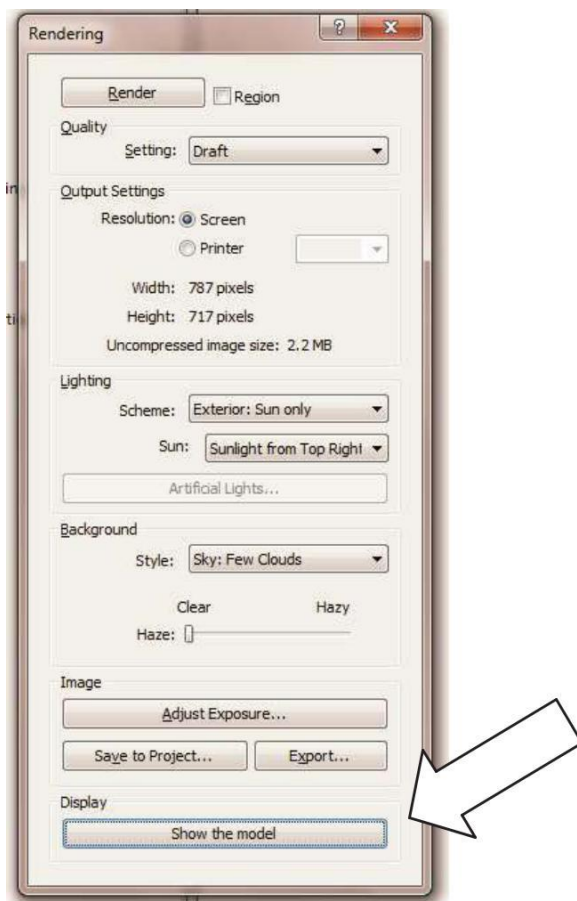 Rendering
Render Region
Quality
Setting: Draft
Output Settings
Resolution: Screen
Printer
Width: 787 pixels
Height: 717 pixels
Uncompressed image size: 2.2 MB
Lighting
Scheme: Exterior: Sun only
Sun: Sunlight from Top Right
Artificial Lights...
Background
Style: Sky: Few Clouds
Clear Hazy
Haze:
Image
Adjust Exposure...
Save to Project... Export...
Display
Show the model